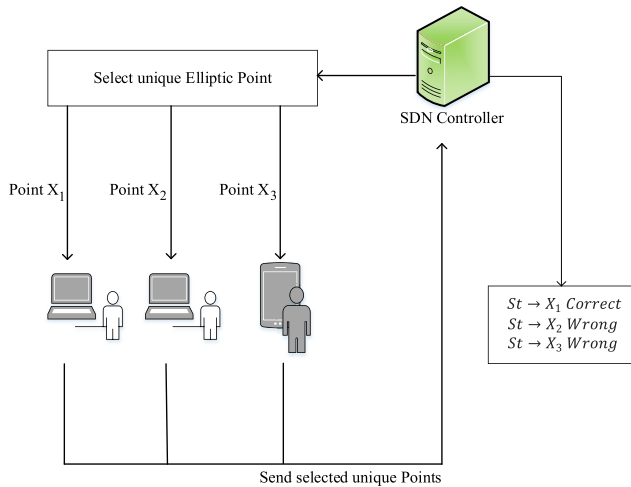 Select unique Elliptic Point
SDN Controller
Point X1
Point X2
Point X3
St → X1 Correct
St → X2 Wrong
St → X3 Wrong
Send selected unique Points